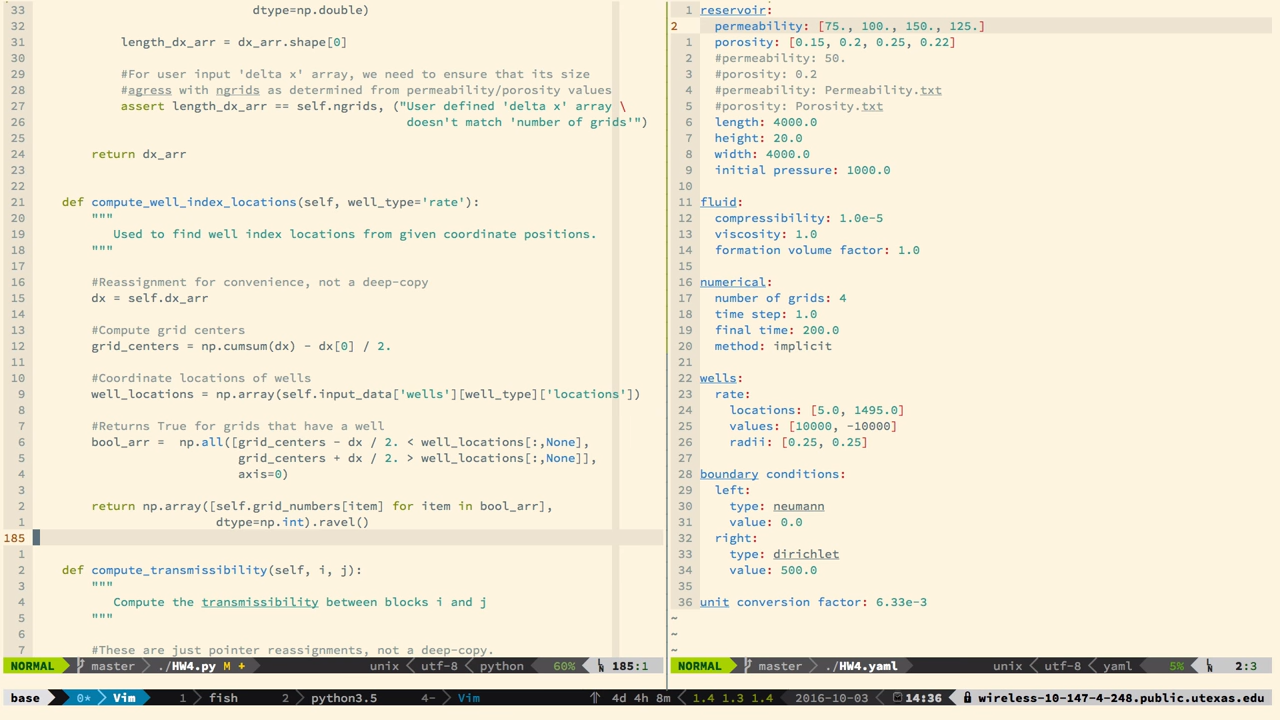 33                               dtype=np.double)
32
31             length_dx_arr = dx_arr.shape[0]
30
29             #For user input 'delta x' array, we need to ensure that its size
28             #agress with ngrids as determined from permeability/porosity values
27             assert length_dx_arr == self.ngrids, ("User defined 'delta x' array \
26                                                    doesn't match 'number of grids'")
25
24         return dx_arr
23
22
21     def compute_well_index_locations(self, well_type='rate'):
20         """
19            Used to find well index locations from given coordinate positions.
18         """
17
16         #Reassignment for convenience, not a deep-copy
15         dx = self.dx_arr
14
13         #Compute grid centers
12         grid_centers = np.cumsum(dx) - dx[0] / 2.
11
10         #Coordinate locations of wells
9         well_locations = np.array(self.input_data['wells'][well_type]['locations'])
8
7         #Returns True for grids that have a well
6         bool_arr =  np.all([grid_centers - dx / 2. < well_locations[:,None],
5                             grid_centers + dx / 2. > well_locations[:,None]],
4                             axis=0)
3
2         return np.array([self.grid_numbers[item] for item in bool_arr],
1                          dtype=np.int).ravel()
185
1
2     def compute_transmissibility(self, i, j):
3         """
4            Compute the transmissibility between blocks i and j
5         """
6
7         #These are just pointer reassignments, not a deep-copy.
NORMAL master ./HW4.py M + unix utf-8 python 60% 185:1
1 reservoir:
2   permeability: [75., 100., 150., 125.]
1   porosity: [0.15, 0.2, 0.25, 0.22]
2   #permeability: 50.
3   #porosity: 0.2
4   #permeability: Permeability.txt
5   #porosity: Porosity.txt
6   length: 4000.0
7   height: 20.0
8   width: 4000.0
9   initial pressure: 1000.0
10
11 fluid:
12   compressibility: 1.0e-5
13   viscosity: 1.0
14   formation volume factor: 1.0
15
16 numerical:
17   number of grids: 4
18   time step: 1.0
19   final time: 200.0
20   method: implicit
21
22 wells:
23   rate:
24     locations: [5.0, 1495.0]
25     values: [10000, -10000]
26     radii: [0.25, 0.25]
27
28 boundary conditions:
29   left:
30     type: neumann
31     value: 0.0
32   right:
33     type: dirichlet
34     value: 500.0
35
36 unit conversion factor: 6.33e-3
~
~
~
NORMAL master ./HW4.yaml unix utf-8 yaml 5% 2:3
base 0* Vim 1 fish 2 python3.5 4- Vim ↑ 4d 4h 8m 1.4 1.3 1.4 2016-10-03 14:36 wireless-10-147-4-248.public.utexas.edu